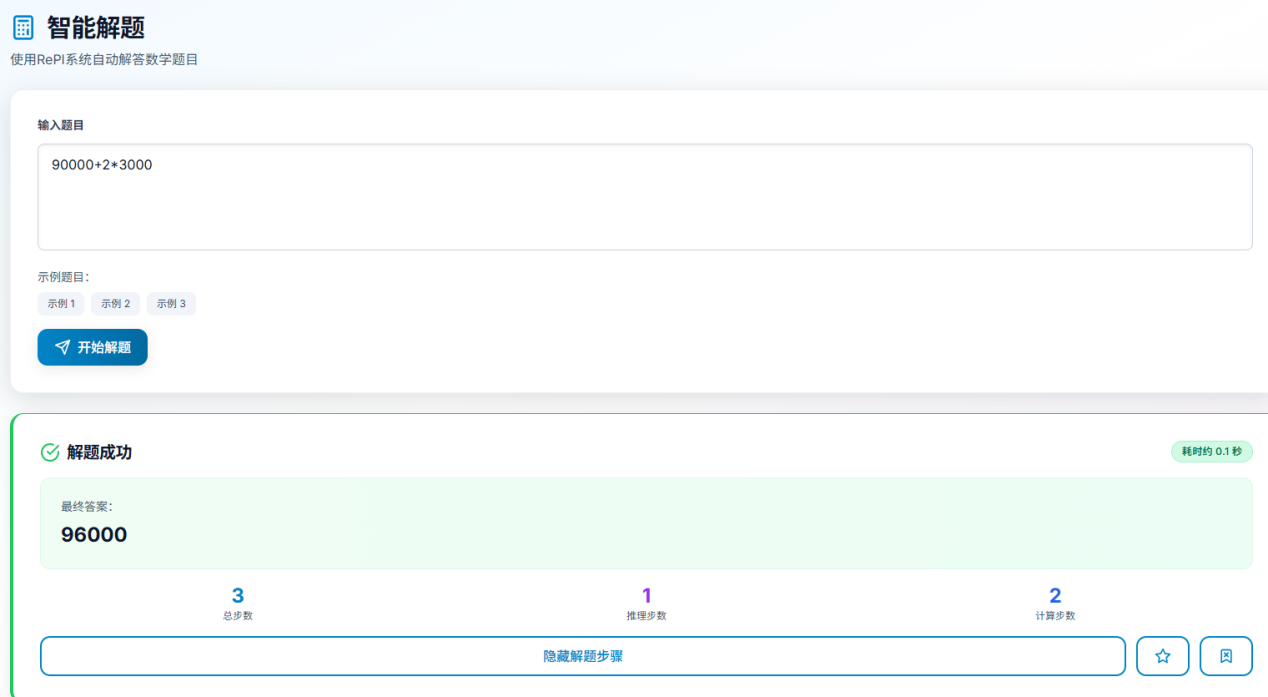 智能解题
使用RePI系统自动解答数学题目
输入题目
90000+2*3000
示例题目：
示例 1 示例 2 示例 3
开始解题
解题成功 耗时约 0.1 秒
最终答案：
96000
3 1 2
总步数 推理步数 计算步数
隐藏解题步骤